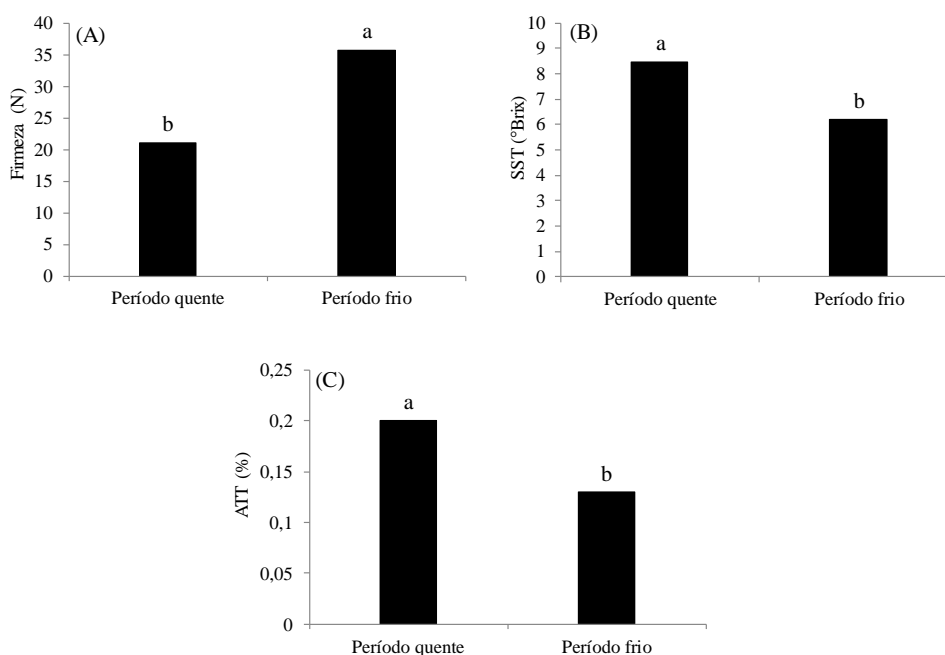 (A)
Firmeza (N)
40
35
30
25
20
15
10
5
0
b
a
Período quente
Período frio
(B)
SST (°Brix)
10
9
8
7
6
5
4
3
2
1
0
a
b
Período quente
Período frio
(C)
ATT (%)
0,25
0,2
0,15
0,1
0,05
0
a
b
Período quente
Período frio